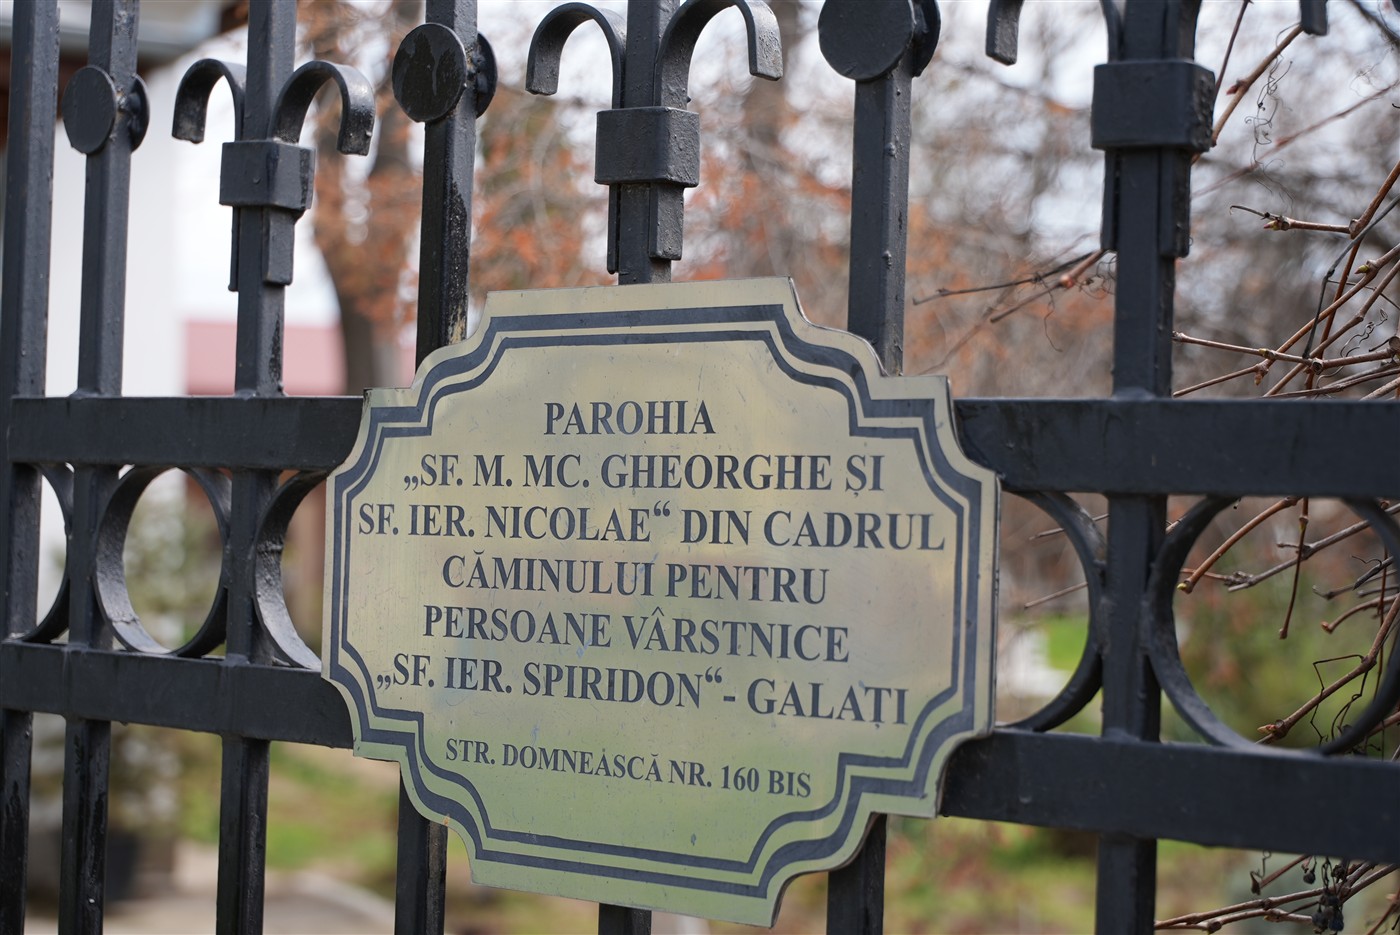 PAROHIA
„SF. M. MC. GHEORGHE ȘI
SF. IER. NICOLAE“ DIN CADRUL
CĂMINULUI PENTRU
PERSOANE VÂRSTNICE
„SF. IER. SPIRIDON“- GALAȚI
STR. DOMNEASCĂ NR. 160 BIS